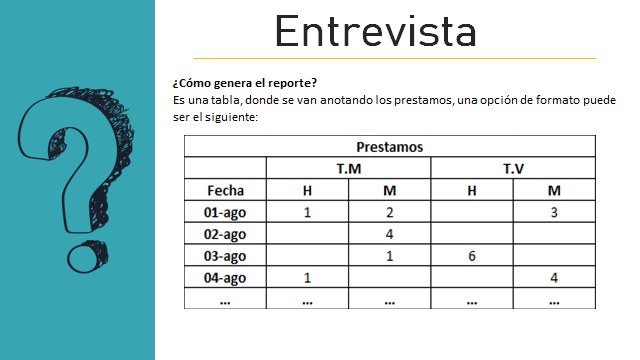 Entrevista
¿Cómo genera el reporte?
Es una tabla, donde se van anotando los prestamos, una opción de formato puede
ser el siguiente:
Prestamos
T.M T.V
Fecha H M H M
01-ago 1 2 3
02-ago 4
03-ago 1 6
04-ago 1 4
... ... ... ... ...